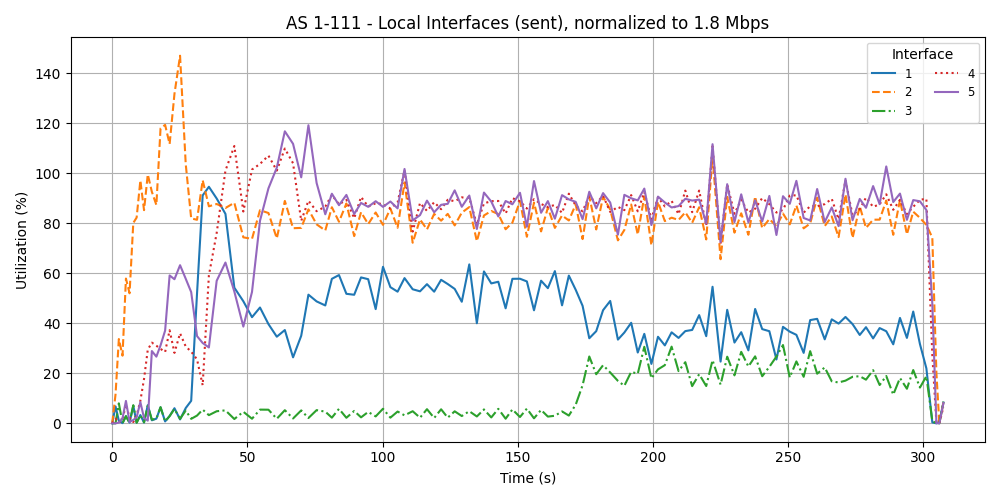 AS 1-111 - Local Interfaces (sent), normalized to 1.8 Mbps
Utilization (%)
140
120
100
80
60
40
20
0
Interface
1 4
2 5
3
0 50 100 150 200 250 300
Time (s)